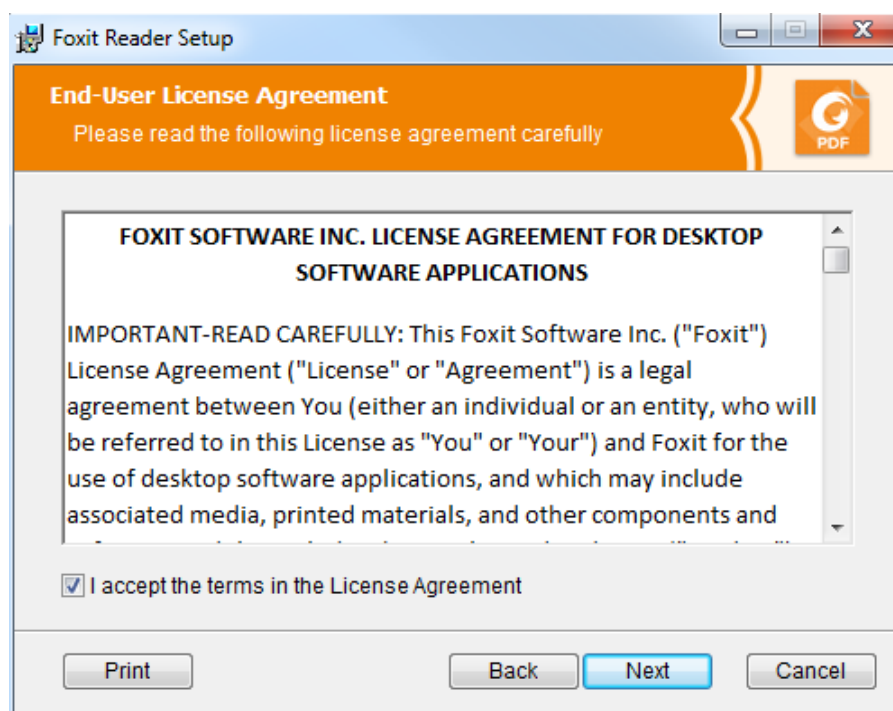 Foxit Reader Setup
End-User License Agreement
Please read the following license agreement carefully
PDF
FOXIT SOFTWARE INC. LICENSE AGREEMENT FOR DESKTOP
SOFTWARE APPLICATIONS
IMPORTANT-READ CAREFULLY: This Foxit Software Inc. ("Foxit")
License Agreement ("License" or "Agreement") is a legal
agreement between You (either an individual or an entity, who will
be referred to in this License as "You" or "Your") and Foxit for the
use of desktop software applications, and which may include
associated media, printed materials, and other components and
I accept the terms in the License Agreement
Print Back Next Cancel